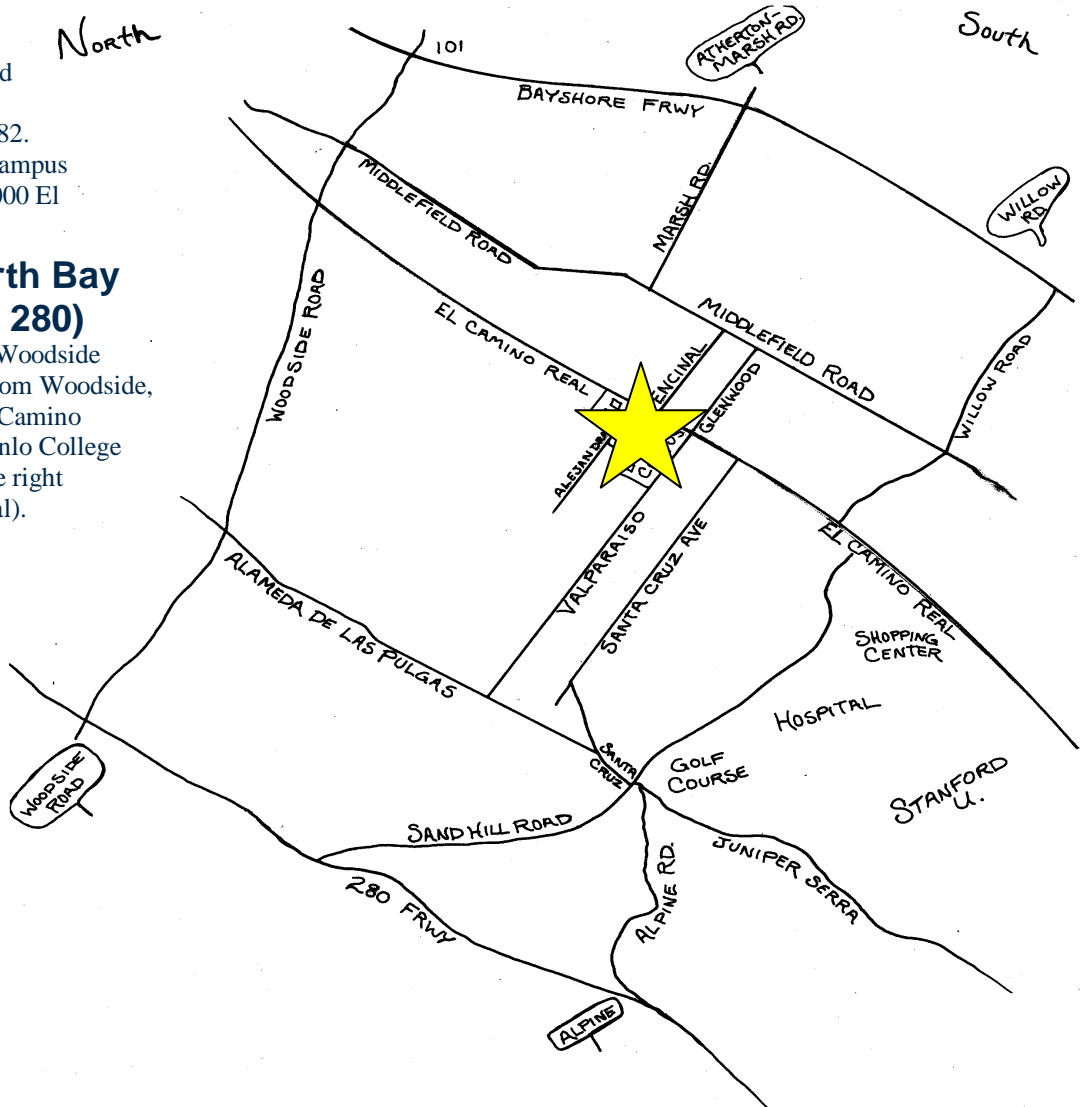 North
South
d
82.
ampus
000 El
rth Bay
280)
Woodside
om Woodside,
Camino
nlo College
e right
al).
101
BAYSHORE FRWY
ATHERTON-
MARSH RD.
MARSH RD.
WILLOW
RD.
MIDDLEFIELD ROAD
MIDDLEFIELD ROAD
WILLOW ROAD
WOODSIDE ROAD
EL CAMINO REAL
ENCINAL
GLENWOOD
VALPARAISO
SANTA CRUZ AVE
EL CAMINO REAL
ALAMEDA DE LAS PULGAS
SHOPPING
CENTER
HOSPITAL
SANTA
CRUZ
GOLF
COURSE
STANFORD
U.
WOODSIDE
ROAD
SAND HILL ROAD
JUNIPER SERRA
280 FRWY
ALPINE RD.
ALPINE